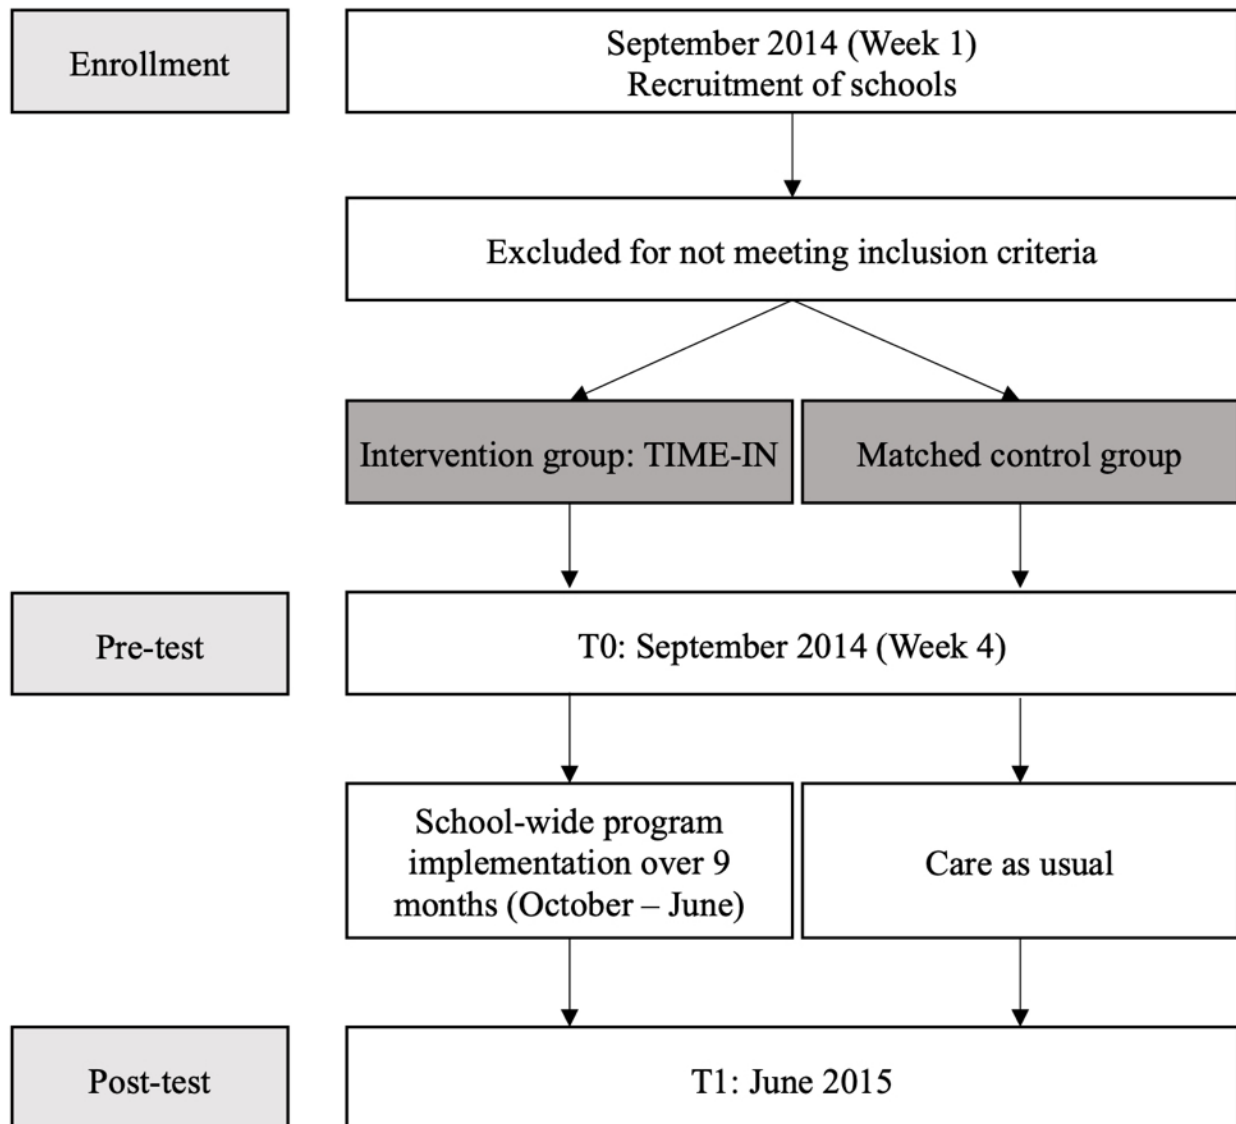 Enrollment
September 2014 (Week 1)
Recruitment of schools
Excluded for not meeting inclusion criteria
Intervention group: TIME-IN
Matched control group
Pre-test
T0: September 2014 (Week 4)
School-wide program
implementation over 9
months (October – June)
Care as usual
Post-test
T1: June 2015